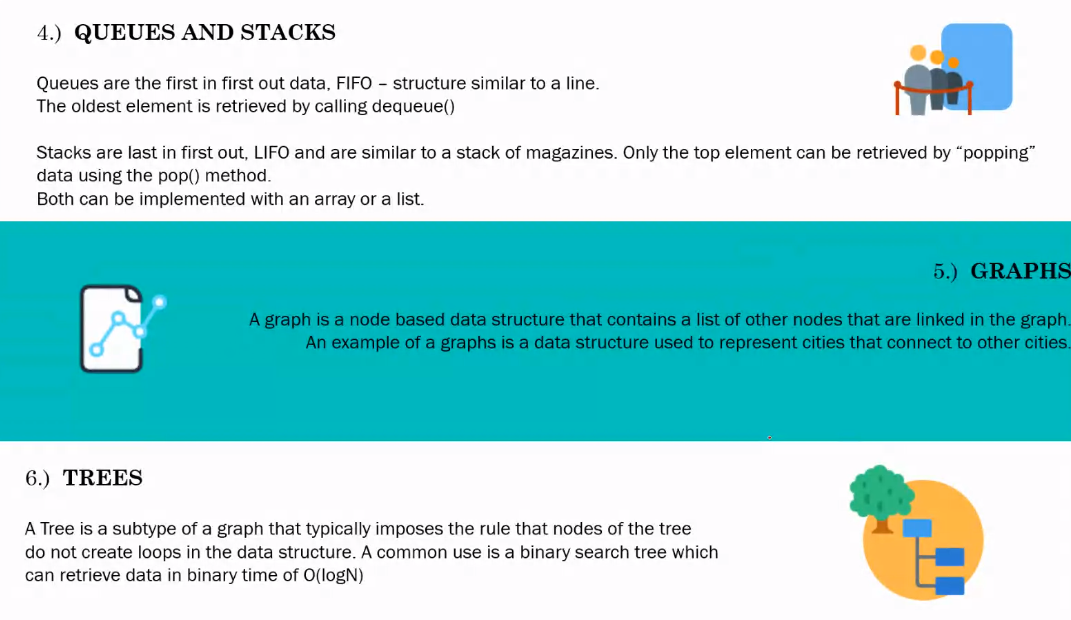 4.) QUEUES AND STACKS
Queues are the first in first out data, FIFO – structure similar to a line.
The oldest element is retrieved by calling dequeue()
Stacks are last in first out, LIFO and are similar to a stack of magazines. Only the top element can be retrieved by “popping”
data using the pop() method.
Both can be implemented with an array or a list.
5.) GRAPHS
A graph is a node based data structure that contains a list of other nodes that are linked in the graph.
An example of a graphs is a data structure used to represent cities that connect to other cities.
6.) TREES
A Tree is a subtype of a graph that typically imposes the rule that nodes of the tree
do not create loops in the data structure. A common use is a binary search tree which
can retrieve data in binary time of O(logN)